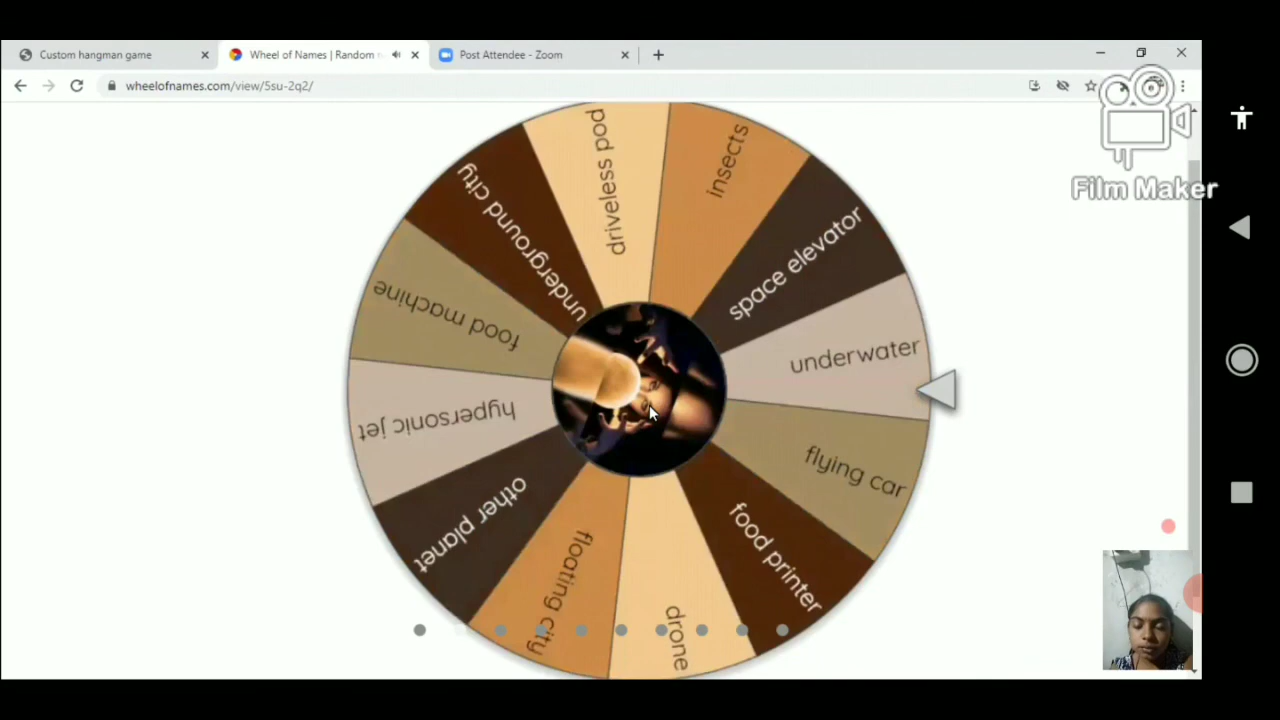 Custom hangman game
Wheel of Names | Random n
Post Attendee - Zoom
wheelofnames.com/view/5su-2q2/
Film Maker
driveless pod
insects
space elevator
underwater
flying car
food printer
drone
floating city
other planet
hypersonic jet
food machine
underground city